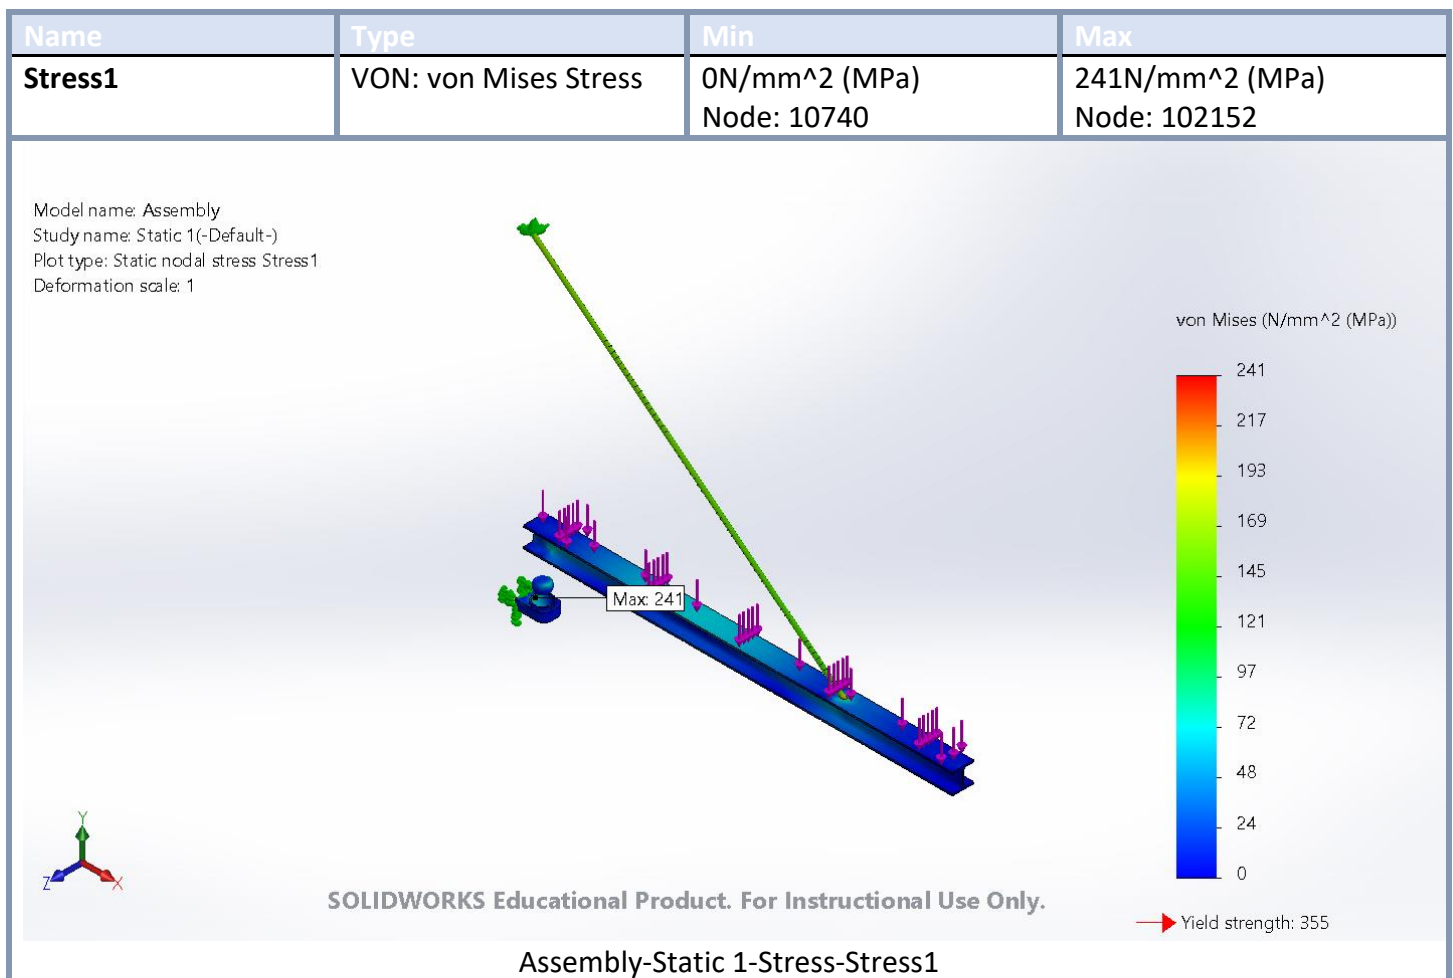 Name Type Min Max
Stress1 VON: von Mises Stress 0N/mm^2 (MPa) 241N/mm^2 (MPa)
Node: 10740 Node: 102152
Model name: Assembly
Study name: Static 1(-Default-)
Plot type: Static nodal stress Stress1
Deformation scale: 1
von Mises (N/mm^2 (MPa))
241
217
193
169
145
121
97
72
48
24
0
Yield strength: 355
Max: 241
Y
Z
X
SOLIDWORKS Educational Product. For Instructional Use Only.
Assembly-Static 1-Stress-Stress1